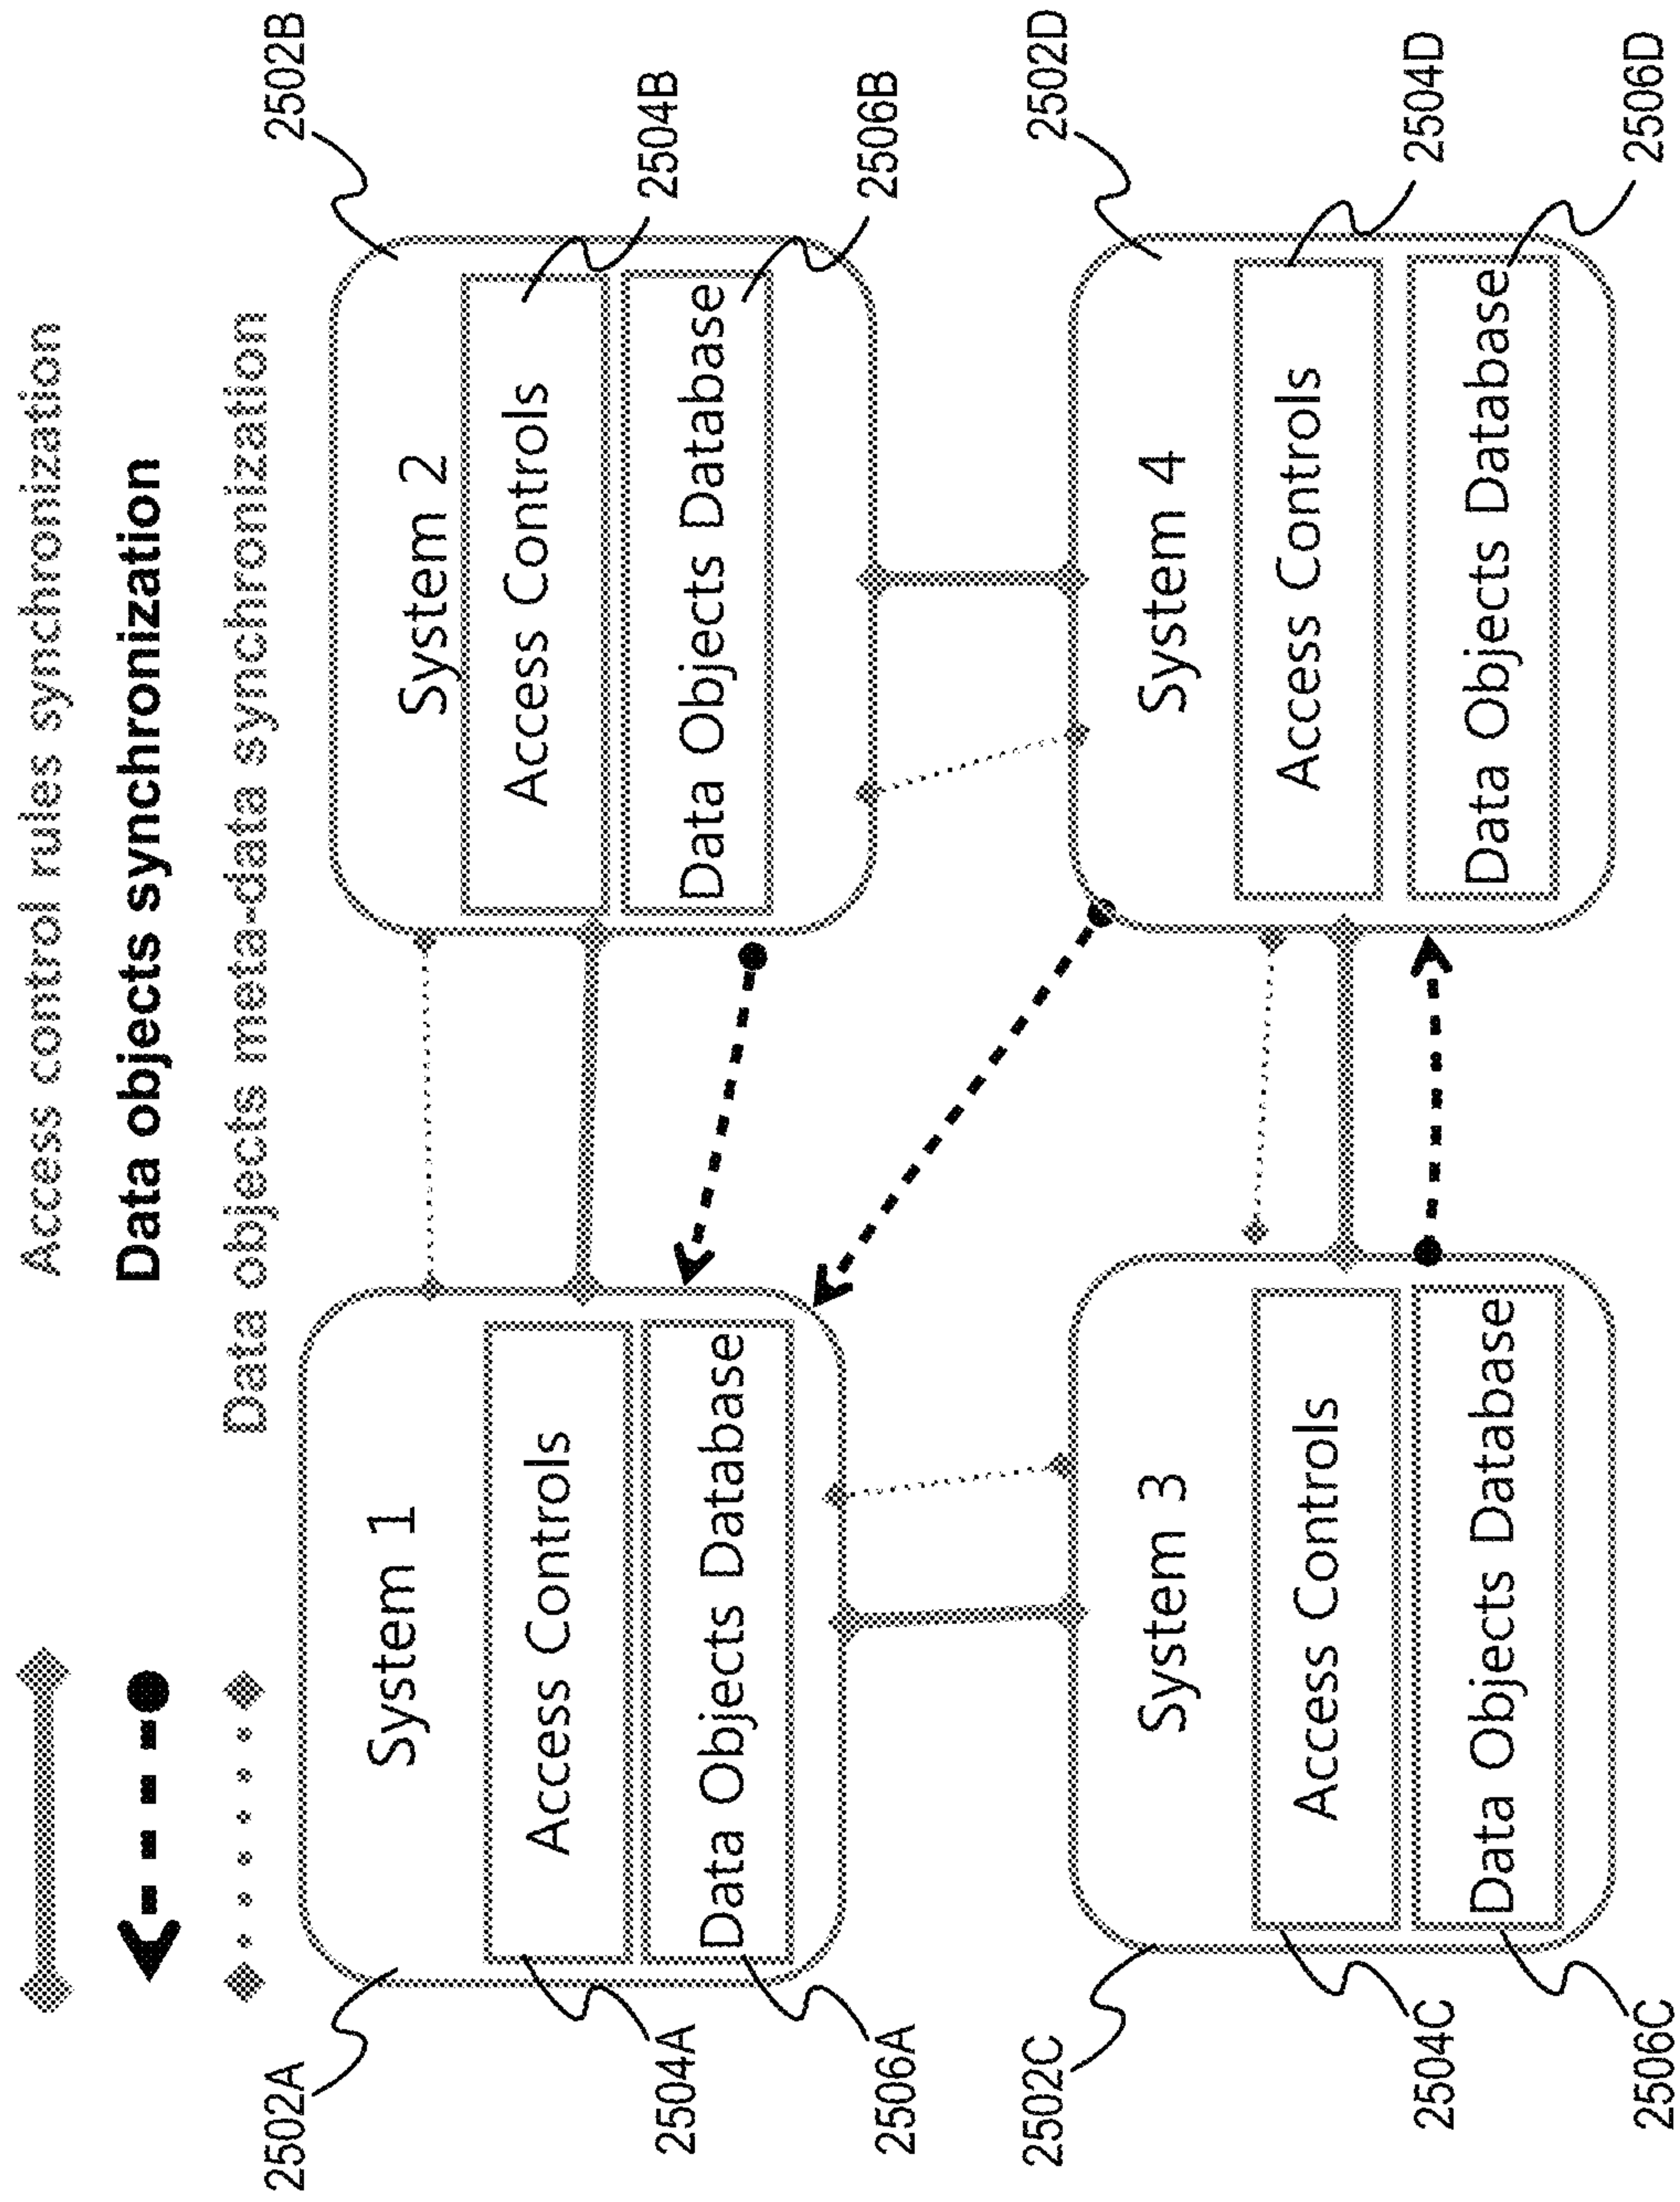 Access control rules synchronization
Data objects synchronization
Data objects meta-data synchronization
2502A
System 1
Access Controls
2504A
Data Objects Database
2506A
2502B
System 2
Access Controls
2504B
Data Objects Database
2506B
2502C
System 3
Access Controls
2504C
Data Objects Database
2506C
2502D
System 4
Access Controls
2504D
Data Objects Database
2506D